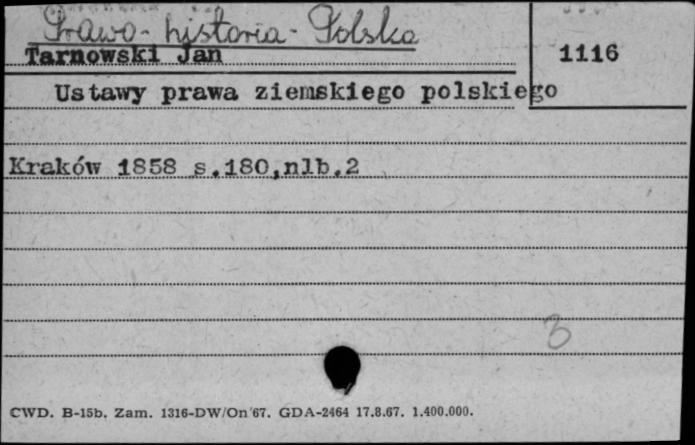 Prawo - historia - Polska
Tarnowski Jan
1116
Ustawy prawa ziemskiego polskiego
Kraków 1858 s.180,nlb.2
3
CWD. B-15b. Zam. 1316-DW/On 67. GDA-2464 17.8.67. 1.400.000.